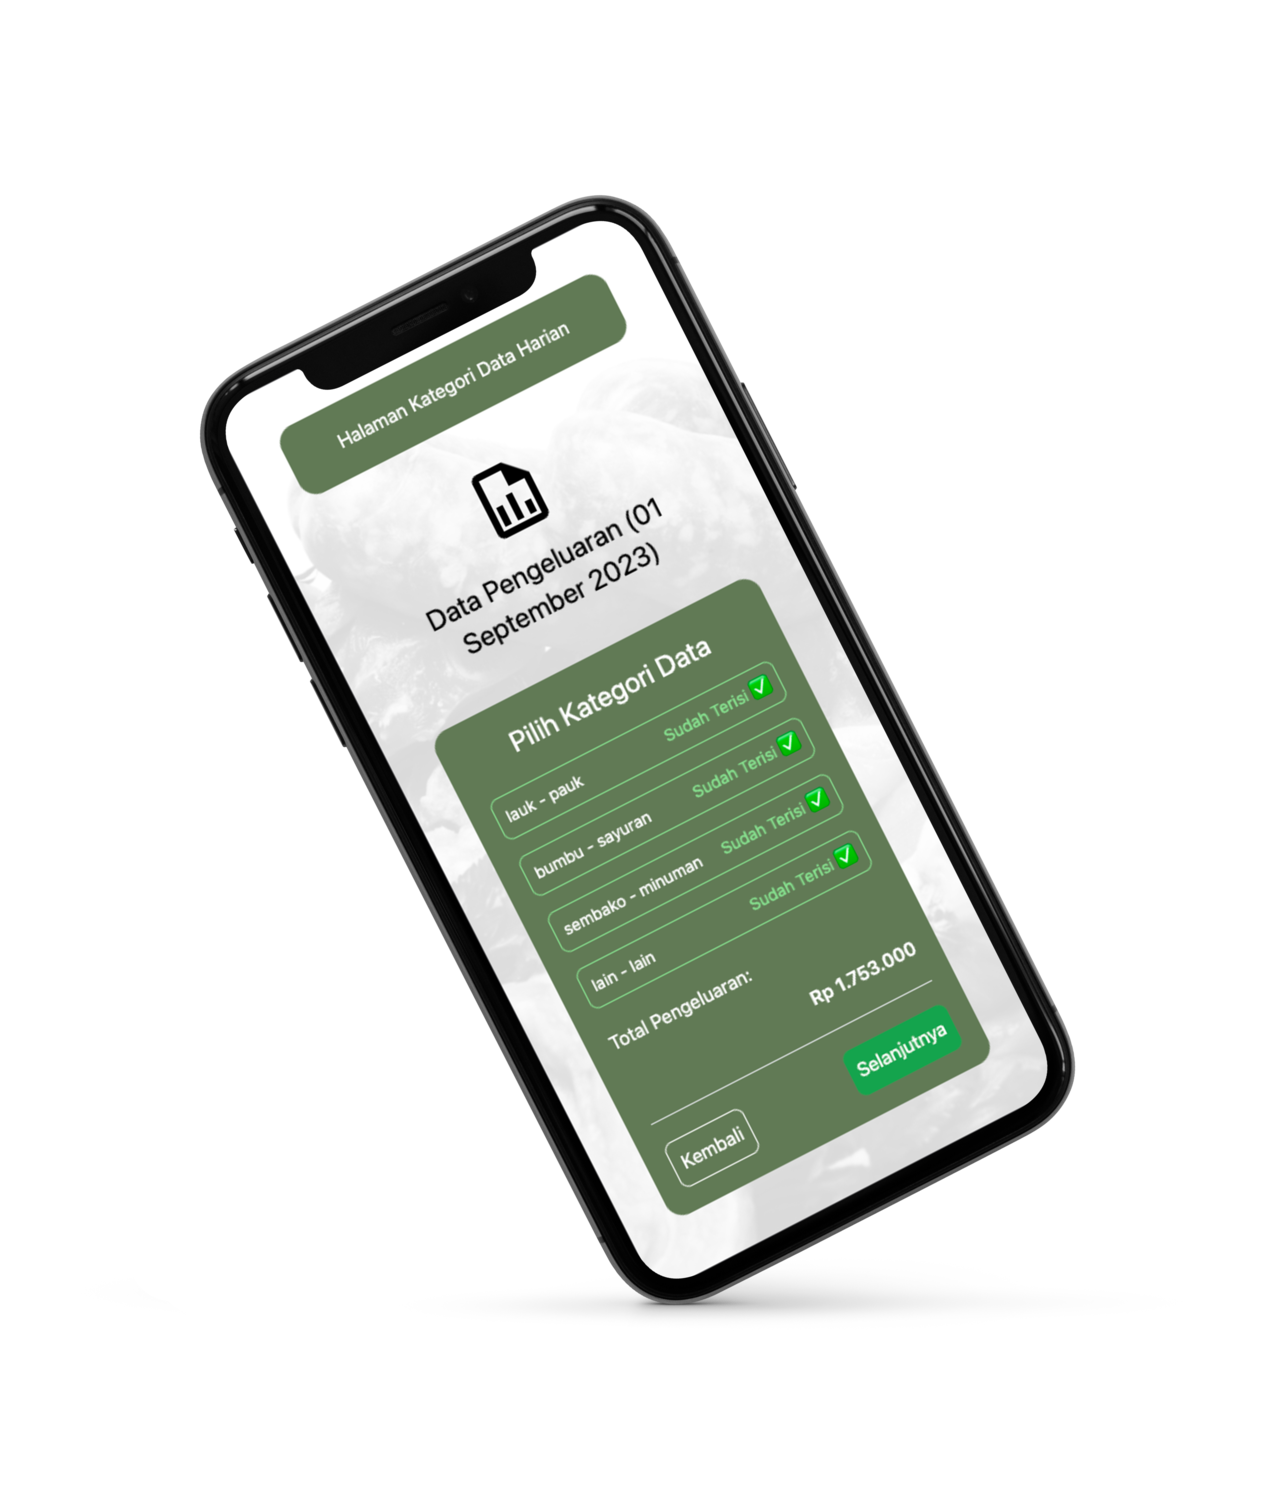 Halaman Kategori Data Harian
Data Pengeluaran (01
September 2023)
Pilih Kategori Data
lauk - pauk Sudah Terisi ✅
bumbu - sayuran Sudah Terisi ✅
sembako - minuman Sudah Terisi ✅
lain - lain Sudah Terisi ✅
Total Pengeluaran: Rp 1.753.000
Kembali Selanjutnya